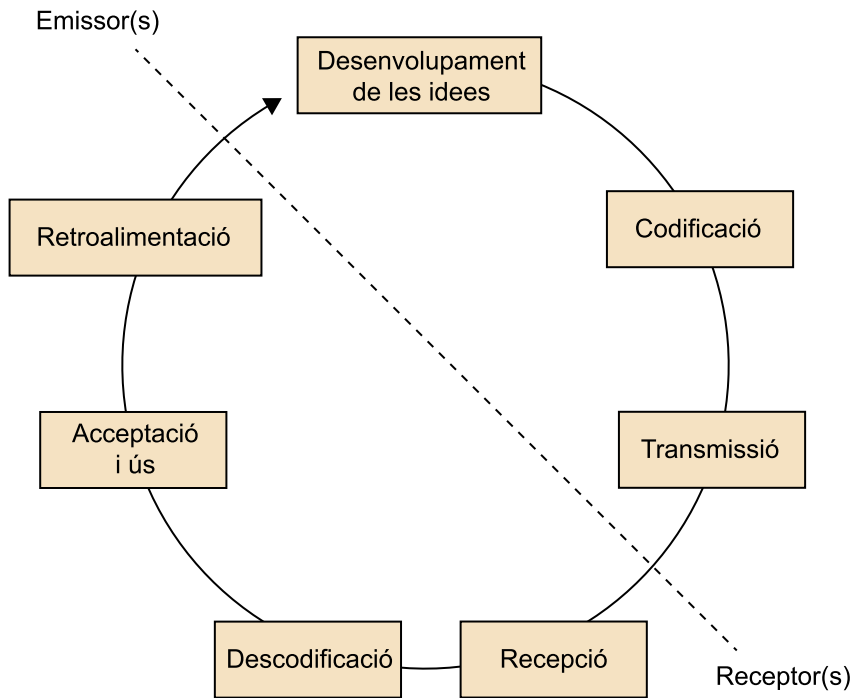 Emissor(s)
Desenvolupament
de les idees
Codificació
Transmissió
Recepció
Descodificació
Acceptació
i ús
Retroalimentació
Receptor(s)